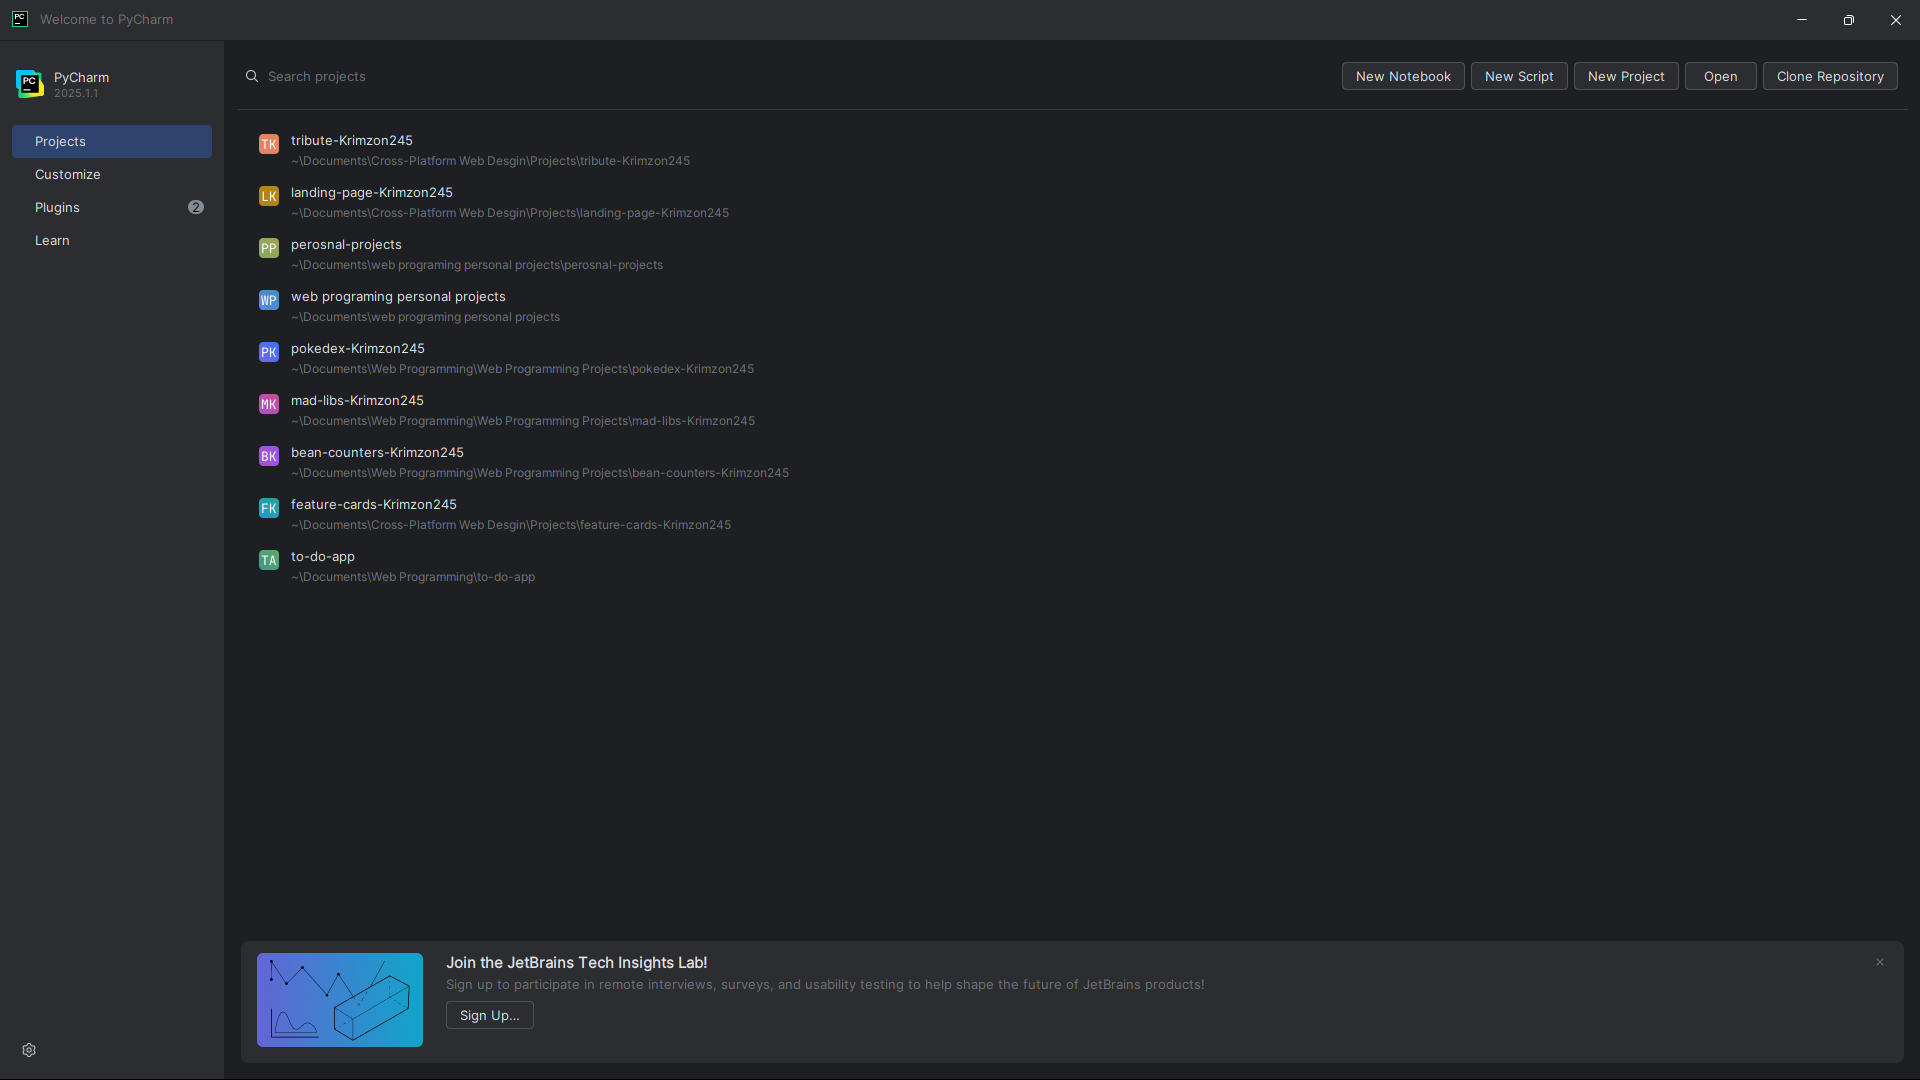 PC Welcome to PyCharm
PC PyCharm
2025.1.1
Projects
Customize
Plugins 2
Learn
Search projects
New Notebook New Script New Project Open Clone Repository
TK tribute-Krimzon245
~\Documents\Cross-Platform Web Desgin\Projects\tribute-Krimzon245
LK landing-page-Krimzon245
~\Documents\Cross-Platform Web Desgin\Projects\landing-page-Krimzon245
PP perosnal-projects
~\Documents\web programing personal projects\perosnal-projects
WP web programing personal projects
~\Documents\web programing personal projects
PK pokedex-Krimzon245
~\Documents\Web Programming\Web Programming Projects\pokedex-Krimzon245
MK mad-libs-Krimzon245
~\Documents\Web Programming\Web Programming Projects\mad-libs-Krimzon245
BK bean-counters-Krimzon245
~\Documents\Web Programming\Web Programming Projects\bean-counters-Krimzon245
FK feature-cards-Krimzon245
~\Documents\Cross-Platform Web Desgin\Projects\feature-cards-Krimzon245
TA to-do-app
~\Documents\Web Programming\to-do-app
Join the JetBrains Tech Insights Lab!
Sign up to participate in remote interviews, surveys, and usability testing to help shape the future of JetBrains products!
Sign Up...